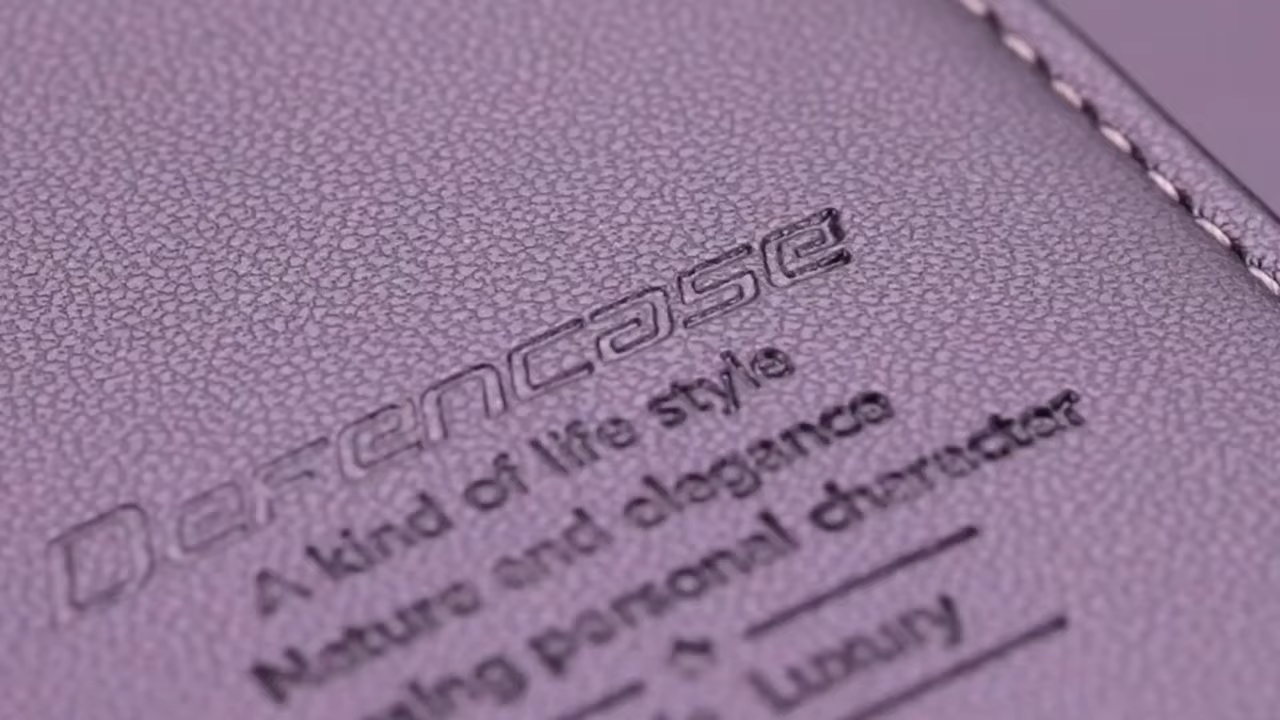 Defencase
A kind of life style
Nature and elegance
personal character
Luxury